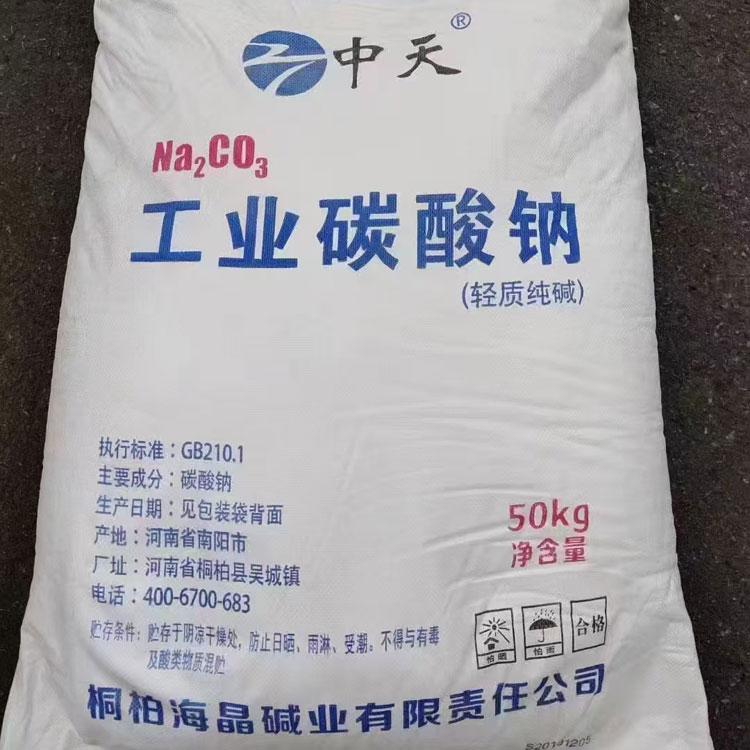 中天®
Na₂CO₃
工业碳酸钠
(轻质纯碱)
执行标准：GB210.1
主要成分：碳酸钠
生产日期：见包装袋背面
产地：河南省南阳市
厂址：河南省桐柏县吴城镇
电话：400-6700-683
50kg
净含量
贮存条件：贮存于阴凉干燥处，防止日晒、雨淋、受潮。不得与有毒
及酸类物质混贮
怕晒
怕雨
合格
桐柏海晶碱业有限责任公司
S20191205